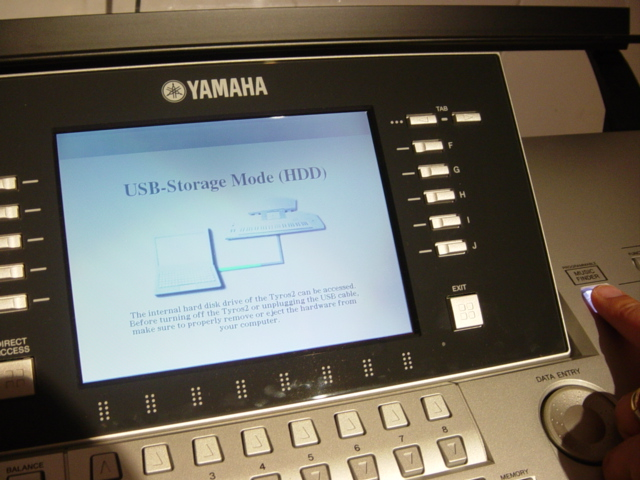 YAMAHA
TAB
USB-Storage Mode (HDD)
The internal hard disk drive of the Tyros2 can be accessed.
Before turning off the Tyros2 or unplugging the USB cable,
make sure to properly remove or eject the hardware from
your computer.
F
G
H
I
J
EXIT
MUSIC
FINDER
DIRECT
ACCESS
DATA ENTRY
BALANCE
3
4
5
6
7
8
MEMORY